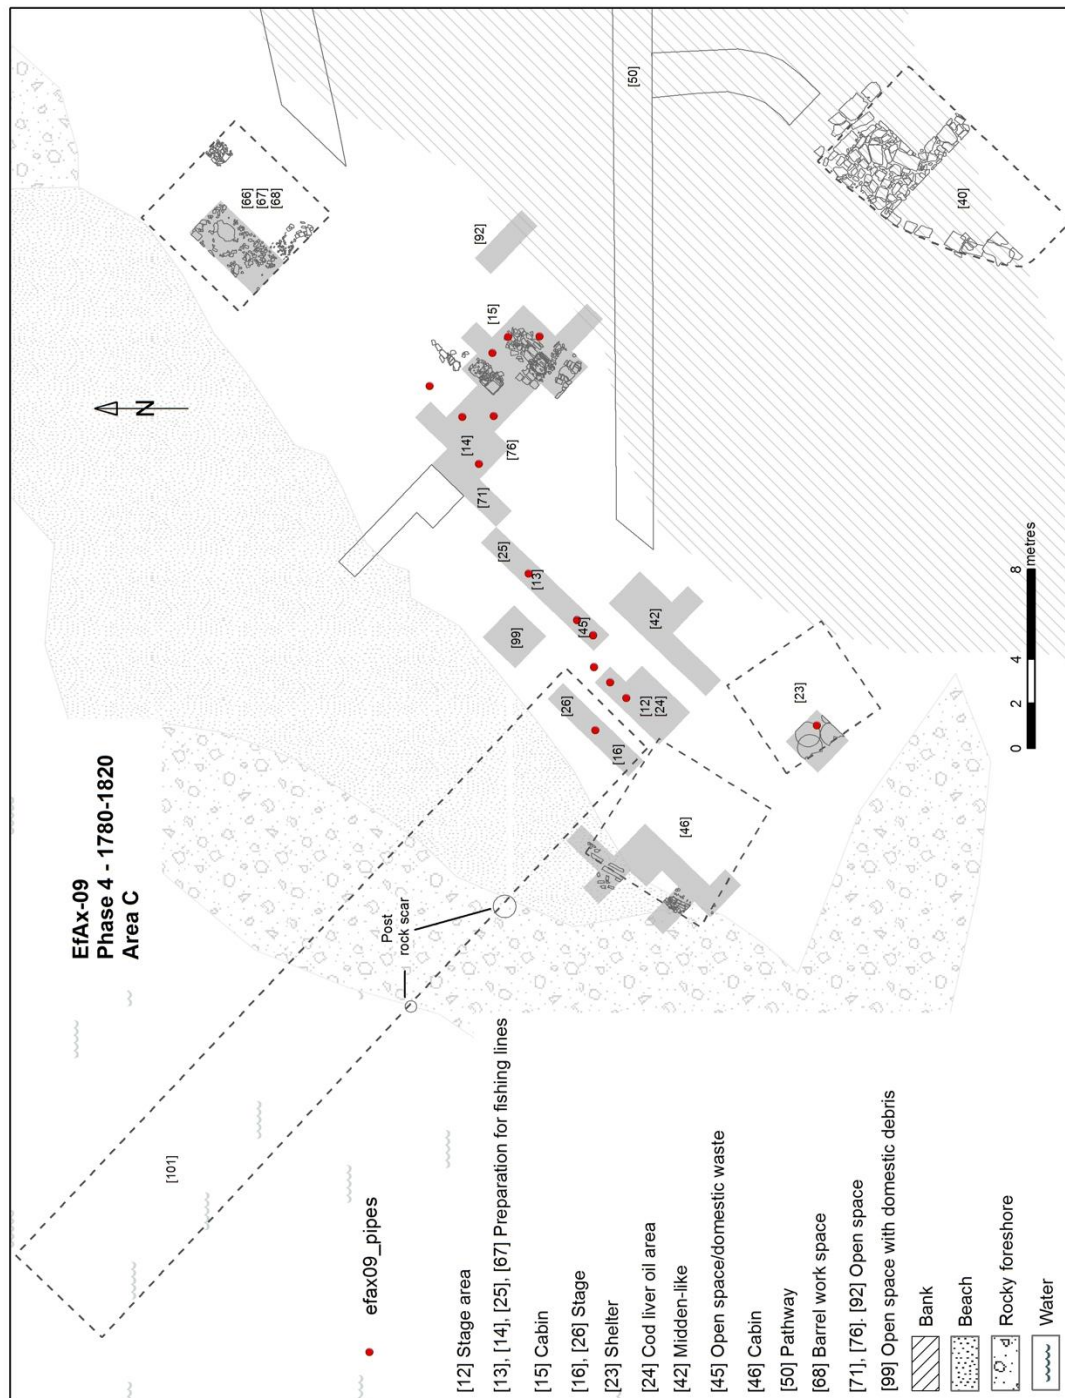 EfAx-09
Phase 4 - 1780-1820
Area C
N
[50]
[66]
[67]
[68]
[92]
[40]
[15]
[14]
[76]
[71]
[25]
[13]
[99]
[45]
[42]
[26]
[12]
[24]
[16]
[23]
[46]
Post
rock scar
[101]
0 2 4 8
metres
efax09_pipes
[12] Stage area
[13], [14], [25], [67] Preparation for fishing lines
[15] Cabin
[16], [26] Stage
[23] Shelter
[24] Cod liver oil area
[42] Midden-like
[45] Open space/domestic waste
[46] Cabin
[50] Pathway
[68] Barrel work space
[71], [76]. [92] Open space
[99] Open space with domestic debris
Bank
Beach
Rocky foreshore
Water